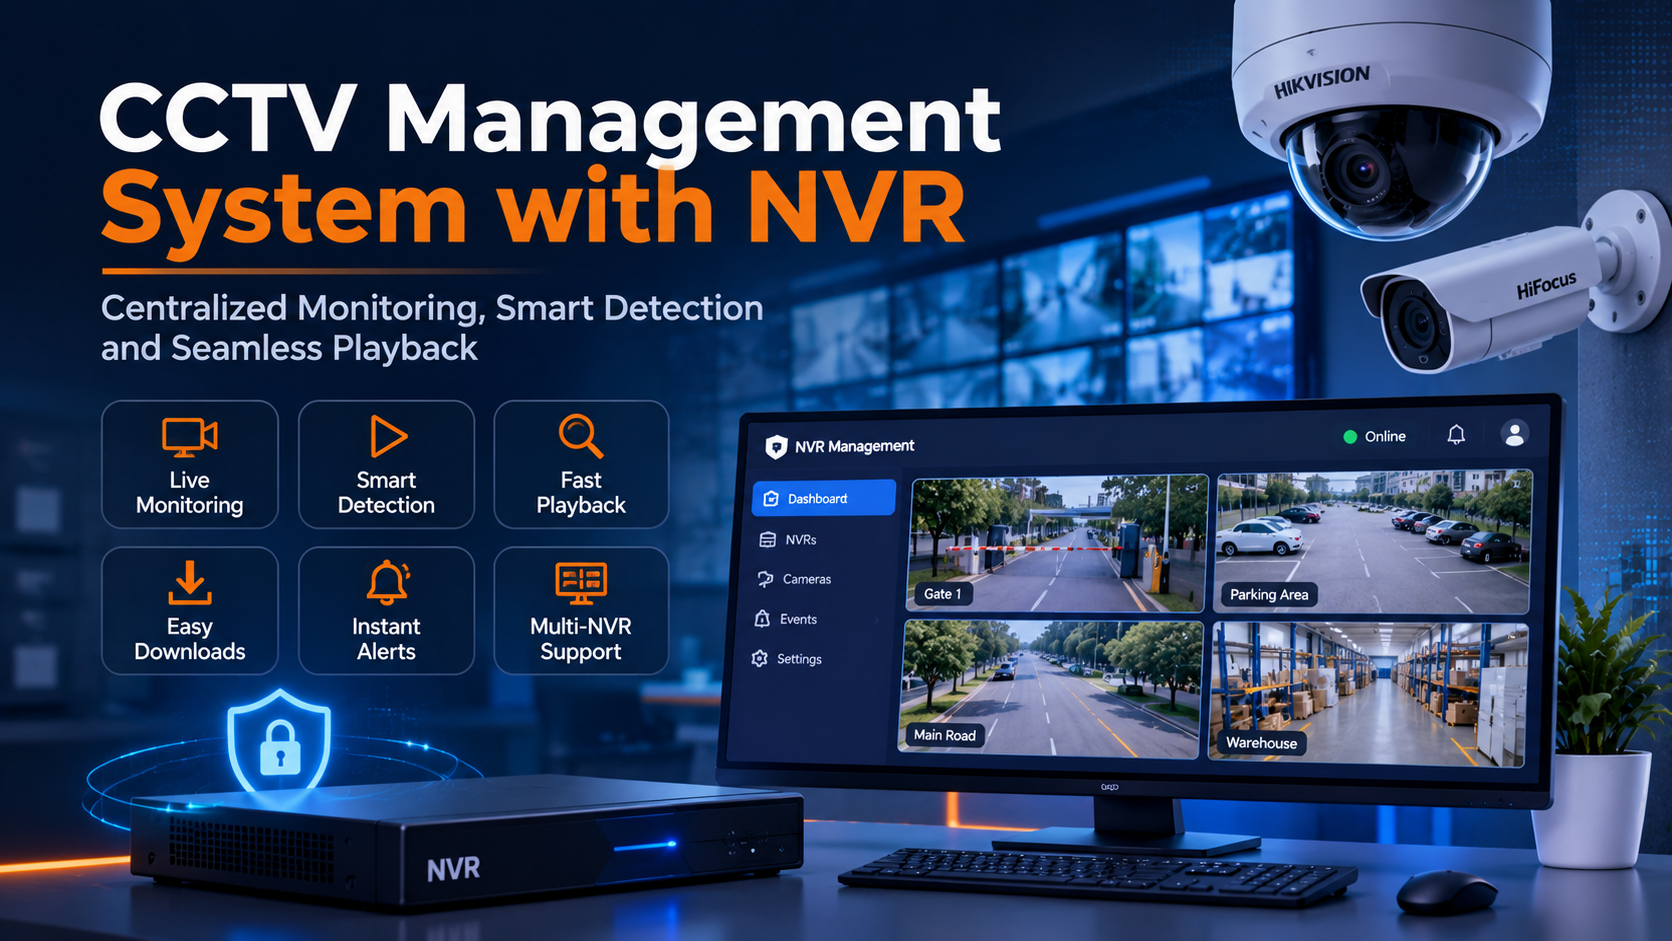 CCTV Management
System with NVR
Centralized Monitoring, Smart Detection
and Seamless Playback
Live
Monitoring
Smart
Detection
Fast
Playback
Easy
Downloads
Instant
Alerts
Multi-NVR
Support
HIKVISION
HiFocus
NVR Management
Online
Dashboard
NVRs
Cameras
Events
Settings
Gate 1
Parking Area
Main Road
Warehouse
NVR